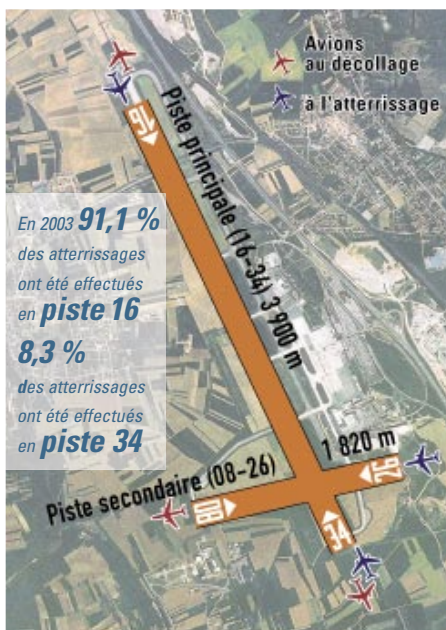 Avions
au décollage
à l'atterrissage
16
Piste principale (16-34) 3 900 m
En 2003 91,1 %
des atterrissages
ont été effectués
en piste 16
8,3 %
des atterrissages
ont été effectués
en piste 34
1 820 m
Piste secondaire (08-26)
26
08
34